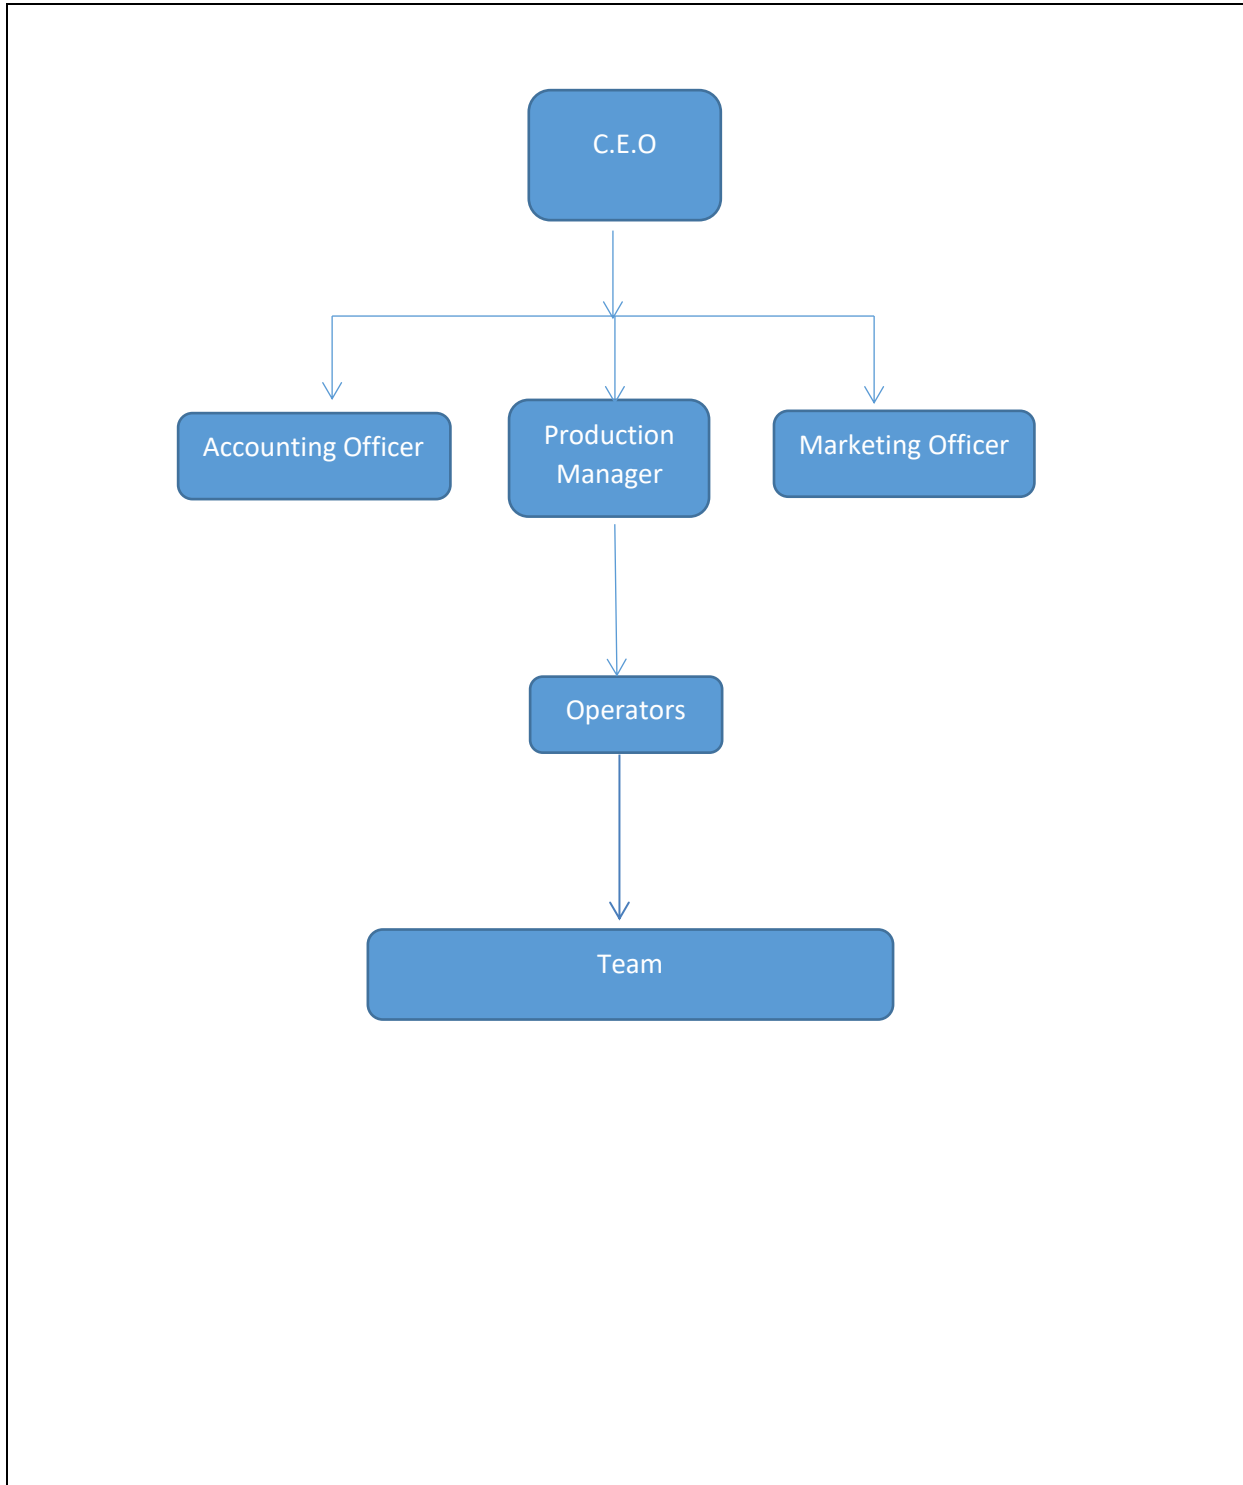 C.E.O
Accounting Officer
Production
Manager
Marketing Officer
Operators
Team